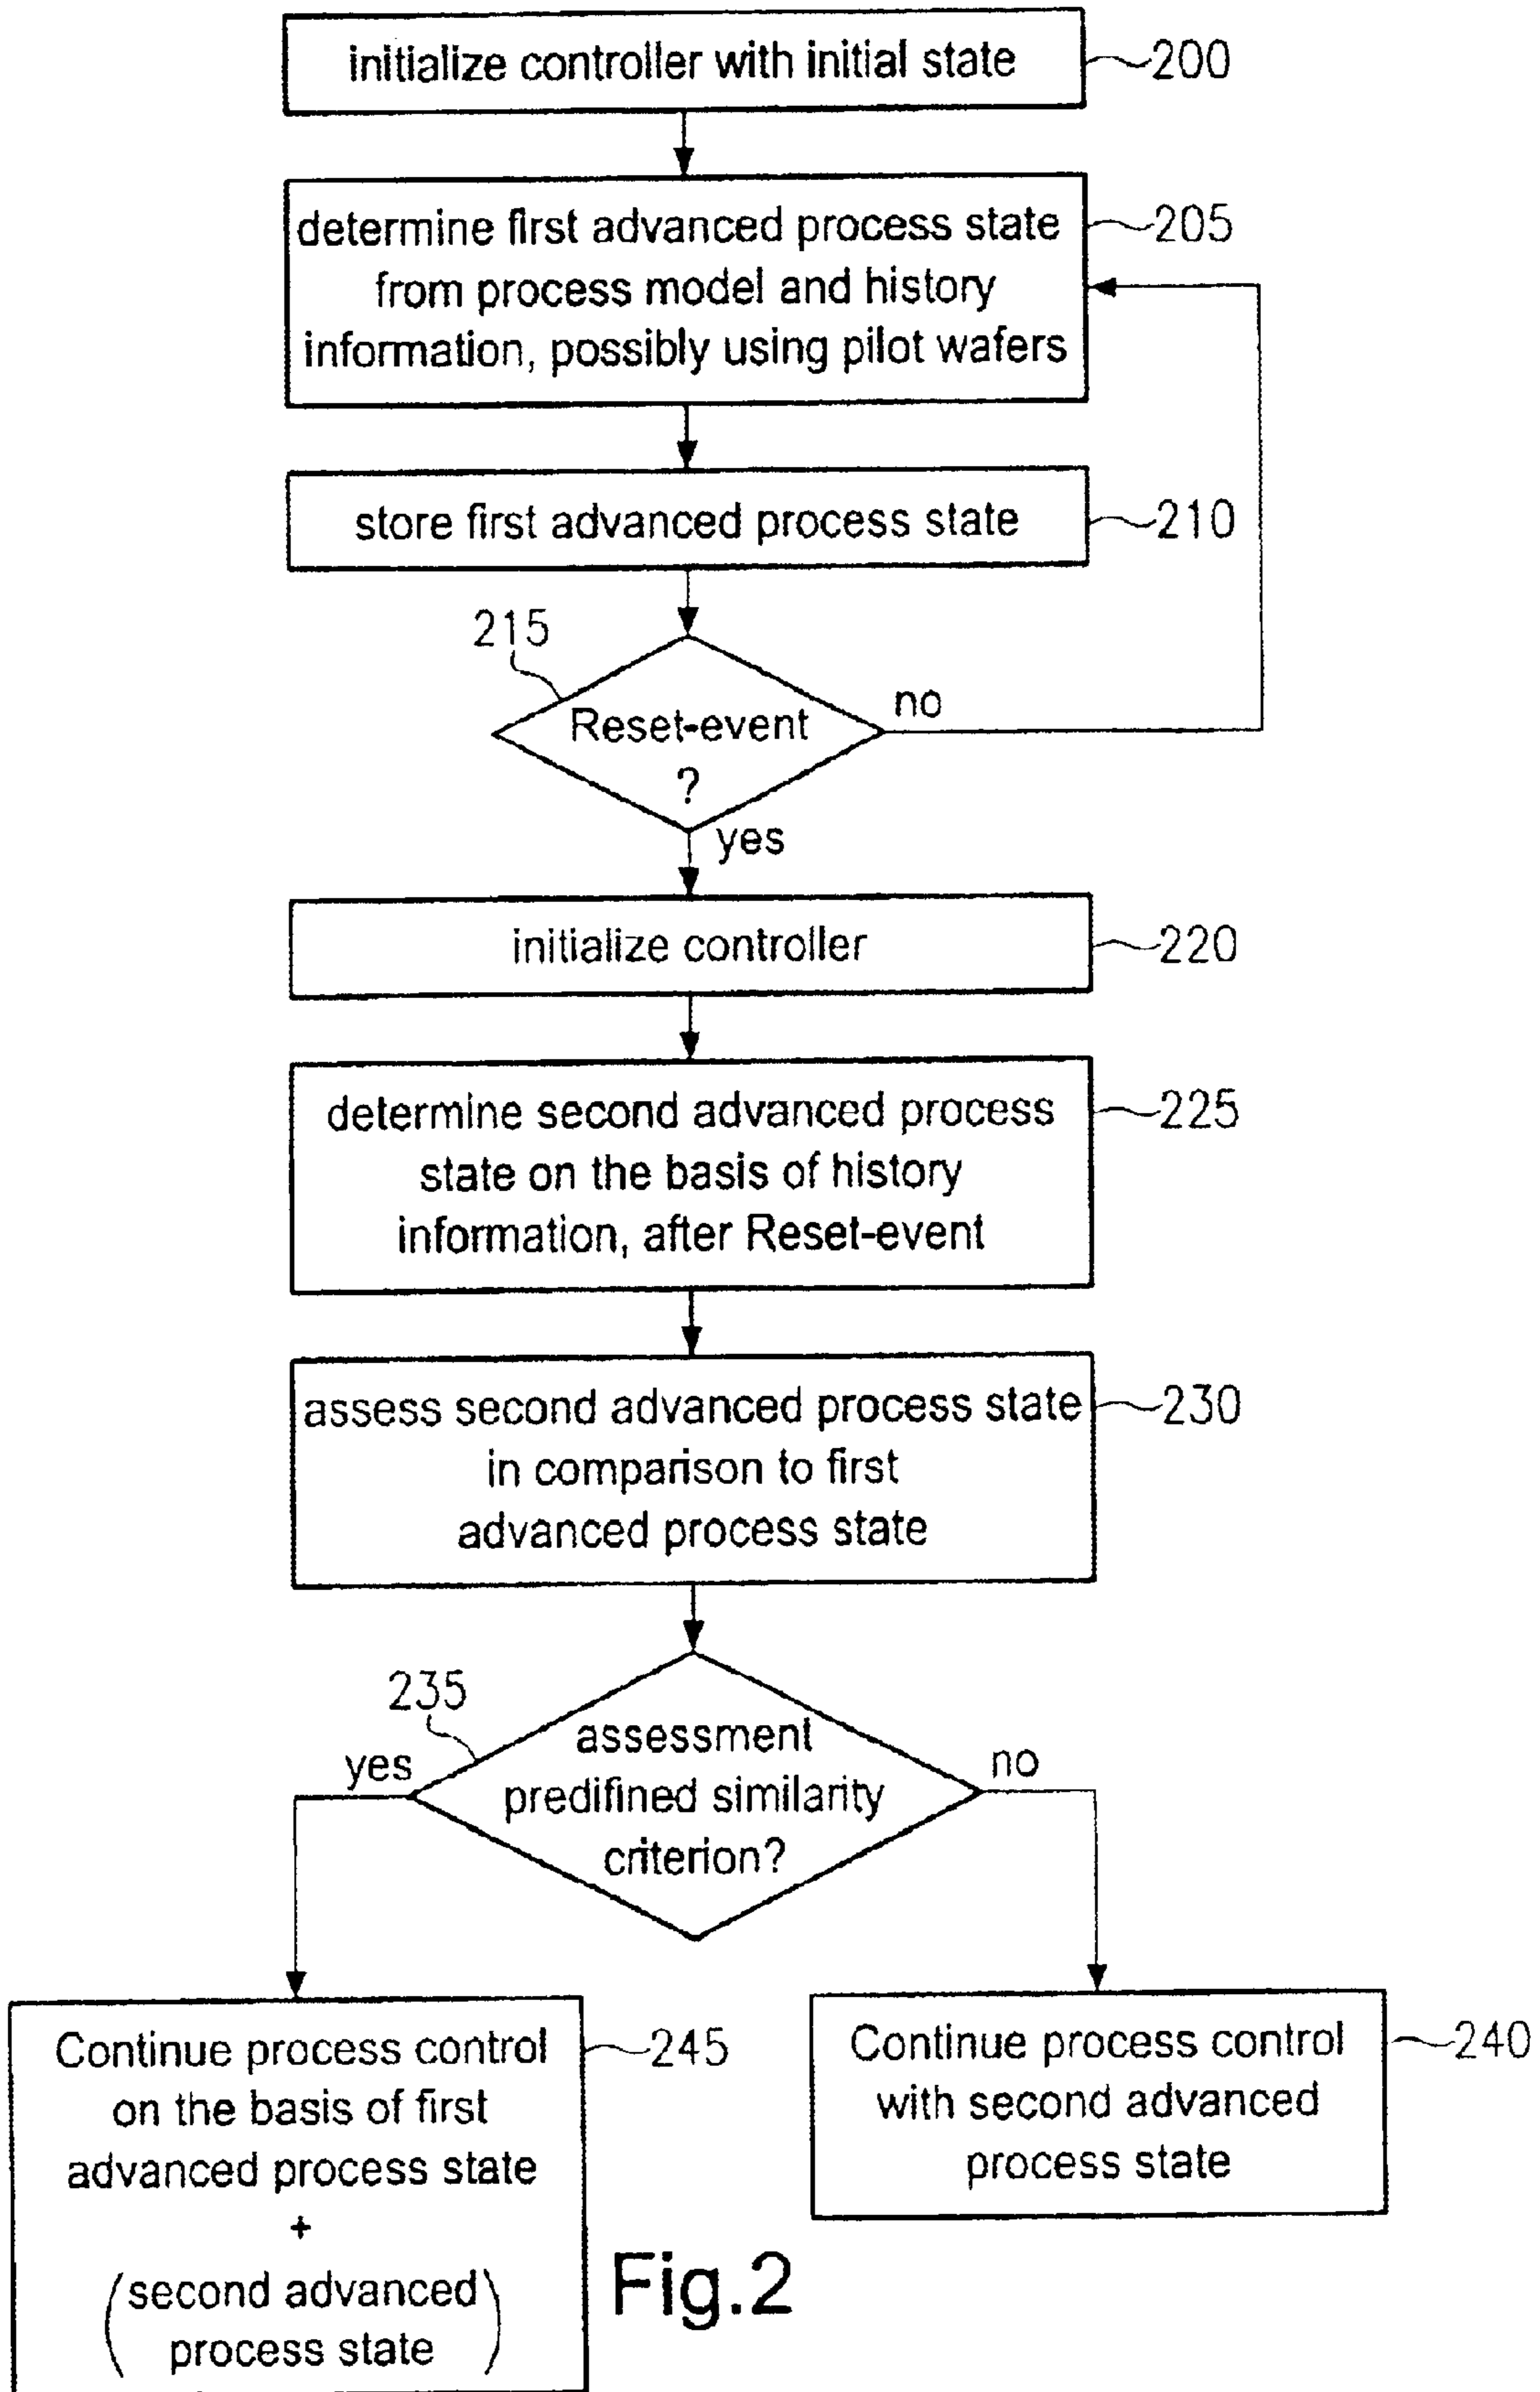 initialize controller with initial state
200
determine first advanced process state
from process model and history
information, possibly using pilot wafers
205
store first advanced process state
210
215
Reset-event
?
no
yes
initialize controller
220
determine second advanced process
state on the basis of history
information, after Reset-event
225
assess second advanced process state
in comparison to first
advanced process state
230
235
assessment
predifined similarity
criterion?
yes
no
Continue process control
on the basis of first
advanced process state
+
(second advanced
process state)
245
Continue process control
with second advanced
process state
240
Fig.2